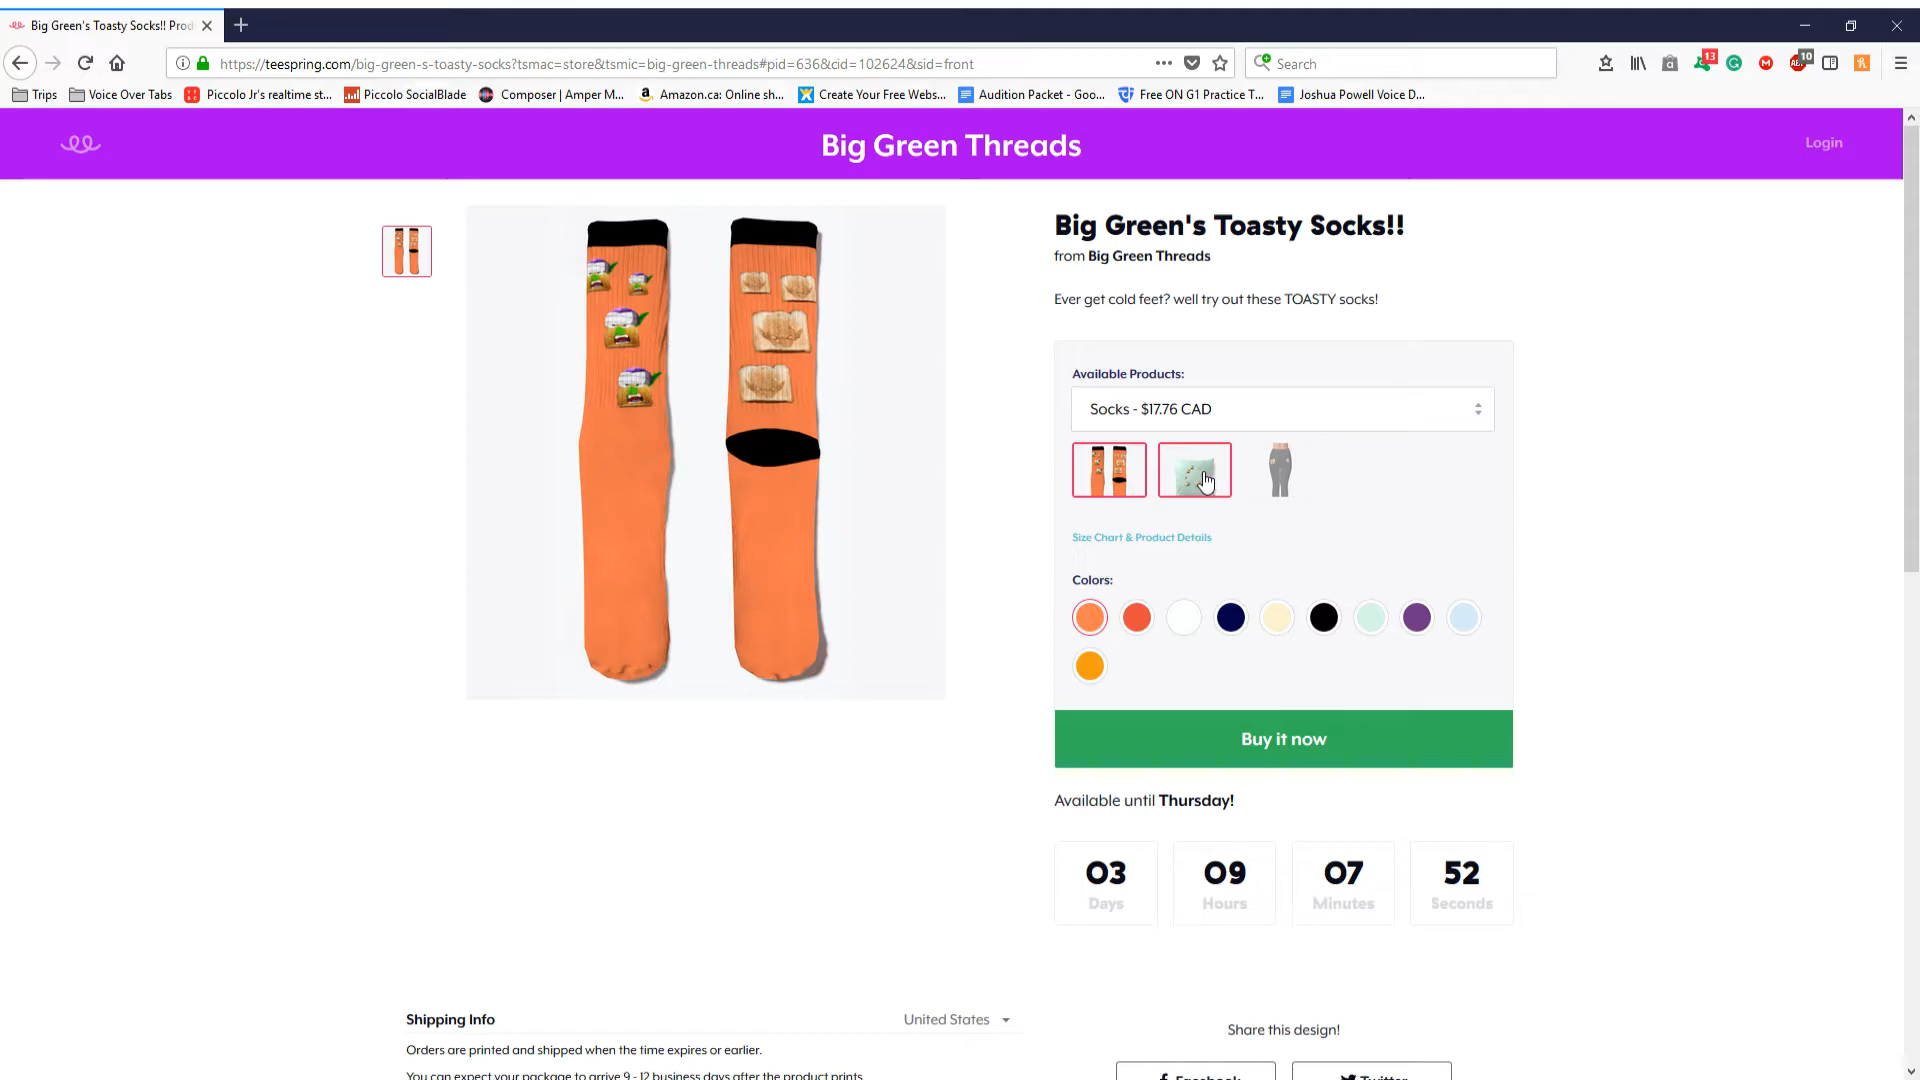 Big Green's Toasty Socks!! Prod
https://teespring.com/big-green-s-toasty-socks?tsmac=store&tsmic=big-green-threads#pid=636&cid=102624&sid=front
Search
13
10
Trips
Voice Over Tabs
Piccolo Jr's realtime st...
Piccolo SocialBlade
Composer | Amper M...
Amazon.ca: Online sh...
Create Your Free Webs...
Audition Packet - Goo...
Free ON G1 Practice T...
Joshua Powell Voice D...
Big Green Threads
Login
Big Green's Toasty Socks!!
from Big Green Threads
Ever get cold feet? well try out these TOASTY socks!
Available Products:
Socks - $17.76 CAD
Size Chart & Product Details
Colors:
Buy it now
Available until Thursday!
03 09 07 52
Days Hours Minutes Seconds
Shipping Info
United States
Orders are printed and shipped when the time expires or earlier.
You can expect your package to arrive 9 - 12 business days after the product prints.
Share this design!
Facebook
Twitter